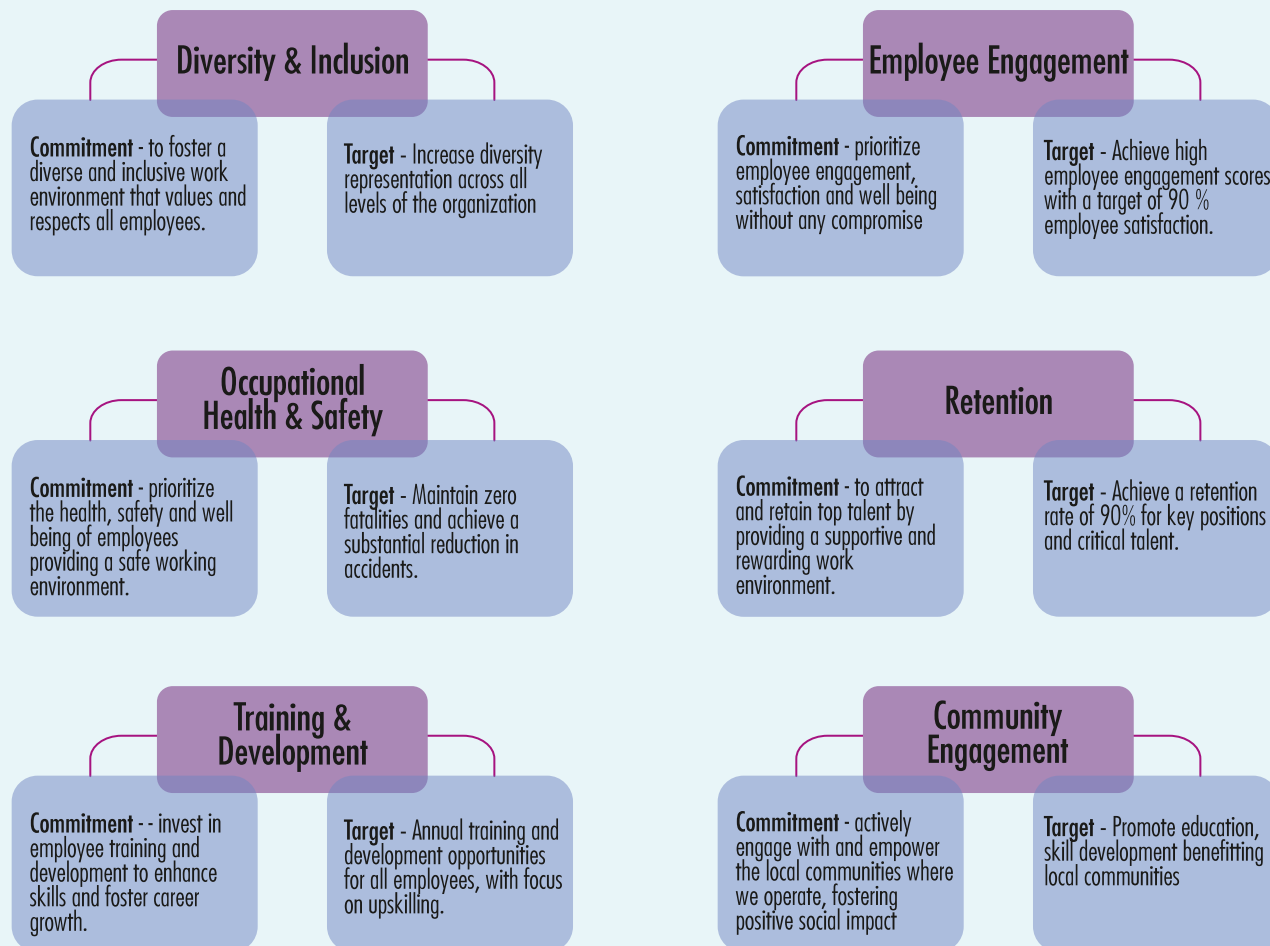 Diversity & Inclusion
Commitment - to foster a
diverse and inclusive work
environment that values and
respects all employees.
Target - Increase diversity
representation across all
levels of the organization
Employee Engagement
Commitment - prioritize
employee engagement,
satisfaction and well being
without any compromise
Target - Achieve high
employee engagement scores
with a target of 90 %
employee satisfaction.
Occupational
Health & Safety
Commitment - prioritize
the health, safety and well
being of employees
providing a safe working
environment.
Target - Maintain zero
fatalities and achieve a
substantial reduction in
accidents.
Retention
Commitment - to attract
and retain top talent by
providing a supportive and
rewarding work
environment.
Target - Achieve a retention
rate of 90% for key positions
and critical talent.
Training &
Development
Commitment - - invest in
employee training and
development to enhance
skills and foster career
growth.
Target - Annual training and
development opportunities
for all employees, with focus
on upskilling.
Community
Engagement
Commitment - actively
engage with and empower
the local communities where
we operate, fostering
positive social impact
Target - Promote education,
skill development benefitting
local communities